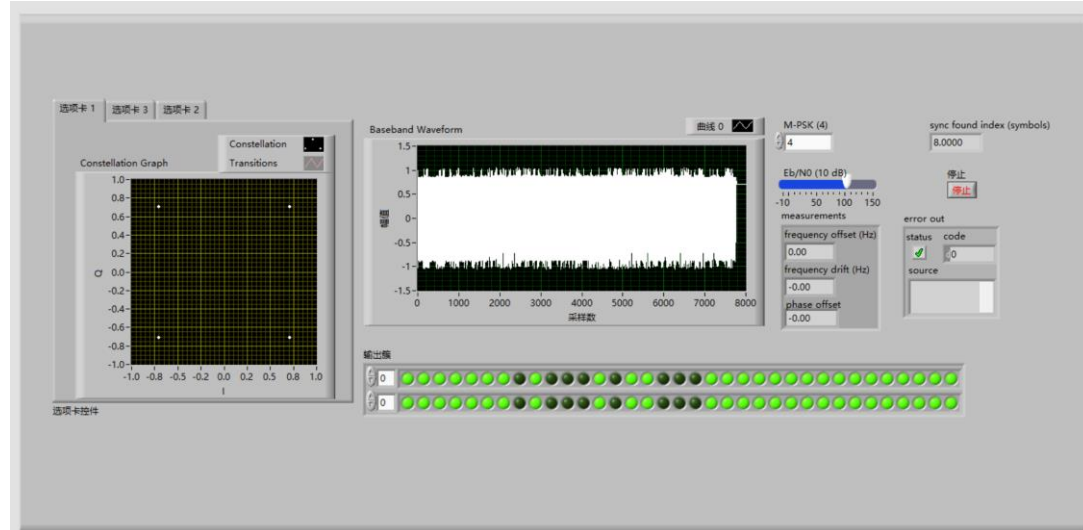 选项卡 1 选项卡 3 选项卡 2
Constellation
Transitions
Constellation Graph
1.0
0.8
0.6
0.4
0.2
0.0
-0.2
-0.4
-0.6
-0.8
-1.0
Q
-1.0 -0.8 -0.5 -0.2 0.0 0.2 0.5 0.8 1.0
I
选项卡控件
Baseband Waveform
曲线 0
1.5
1
0.5
0
-0.5
-1
-1.5
幅值
0 1000 2000 3000 4000 5000 6000 7000 8000
采样数
M-PSK (4)
4
Eb/N0 (10 dB)
-10 50 100 150
measurements
frequency offset (Hz)
0.00
frequency drift (Hz)
-0.00
phase offset
-0.00
sync found index (symbols)
8.0000
停止
停止
error out
status code
0
source
输出簇
0
0